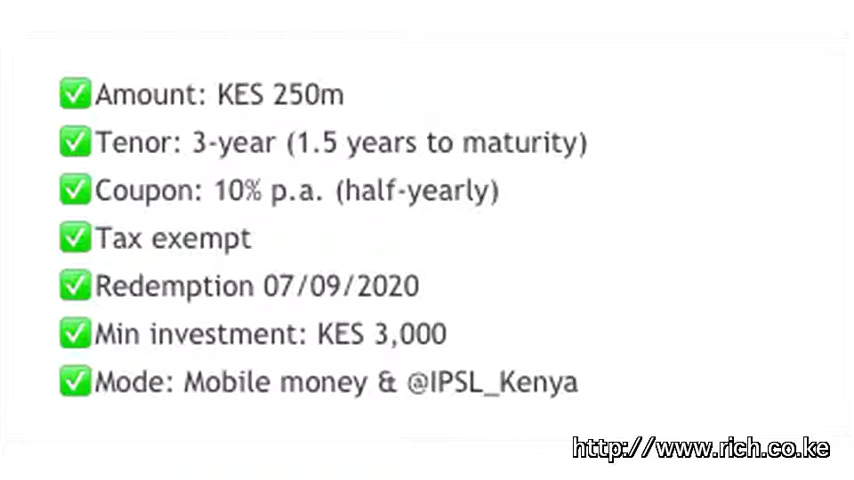 ✅Amount: KES 250m
✅Tenor: 3-year (1.5 years to maturity)
✅Coupon: 10% p.a. (half-yearly)
✅Tax exempt
✅Redemption 07/09/2020
✅Min investment: KES 3,000
✅Mode: Mobile money & @IPSL_Kenya
http://www.rich.co.ke